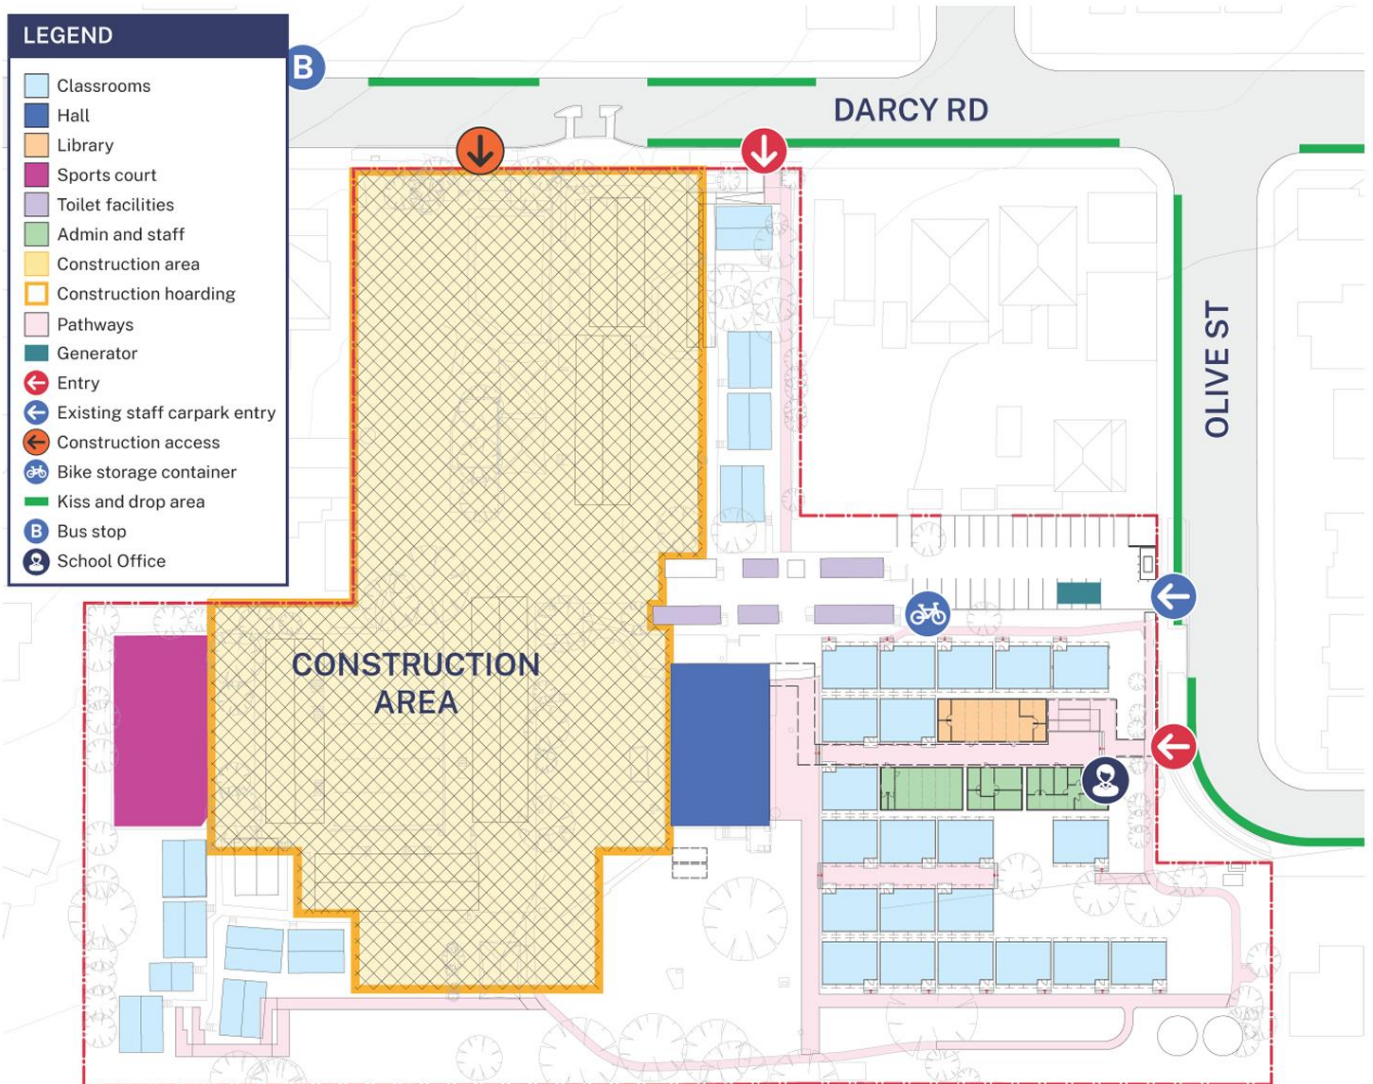 LEGEND
Classrooms
Hall
Library
Sports court
Toilet facilities
Admin and staff
Construction area
Construction hoarding
Pathways
Generator
Entry
Existing staff carpark entry
Construction access
Bike storage container
Kiss and drop area
B Bus stop
School Office
B
DARCY RD
OLIVE ST
CONSTRUCTION
AREA